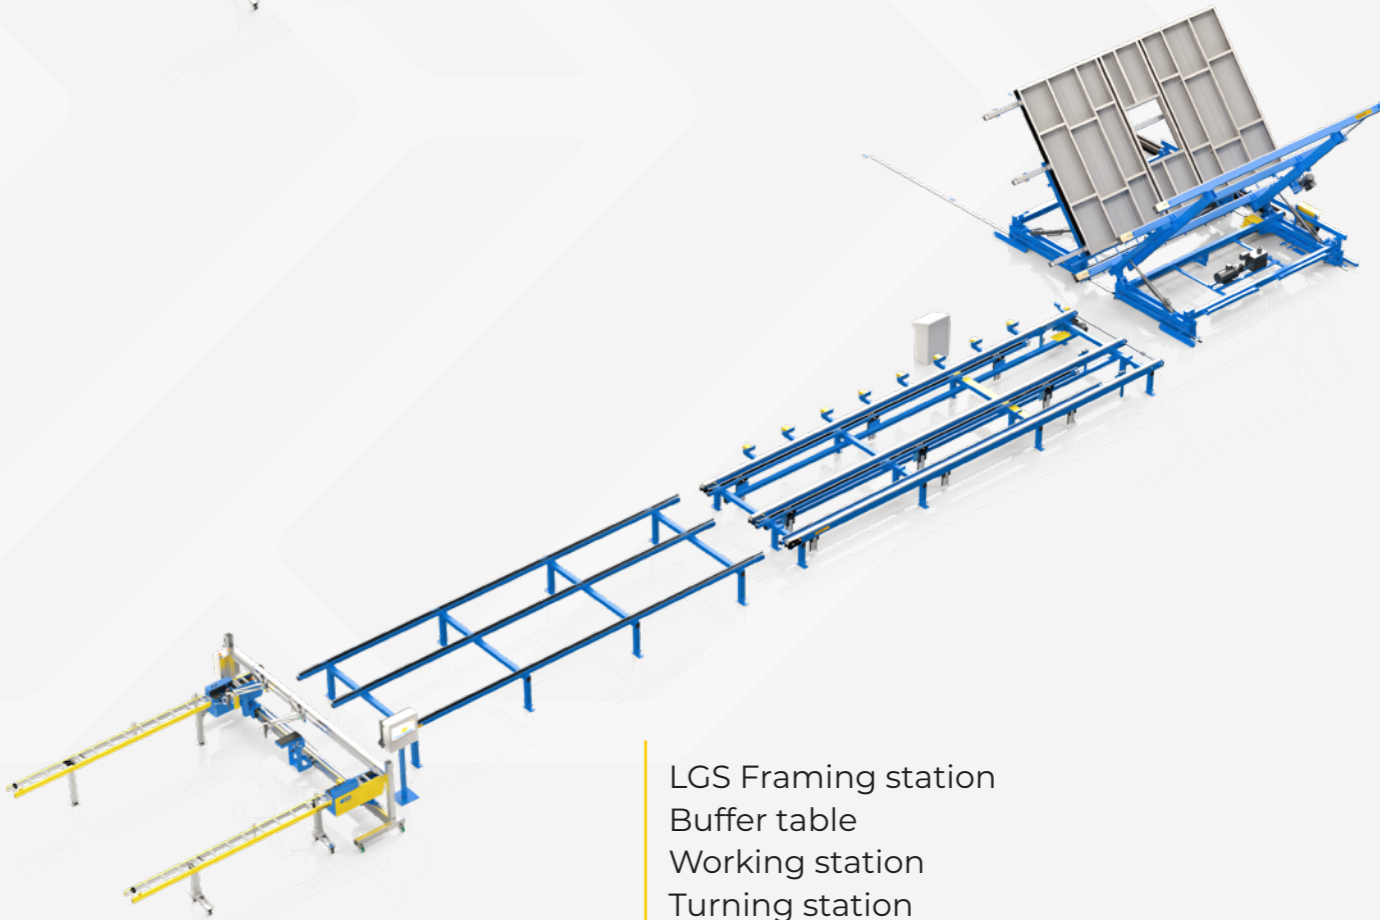 LGS Framing station
Buffer table
Working station
Turning station